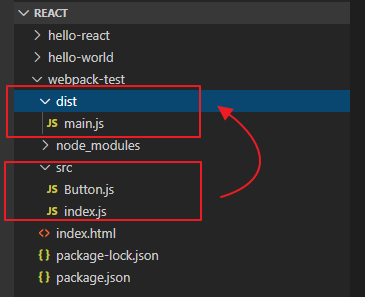 REACT
hello-react
hello-world
webpack-test
dist
JS main.js
node_modules
src
JS Button.js
JS index.js
<> index.html
{} package-lock.json
{} package.json